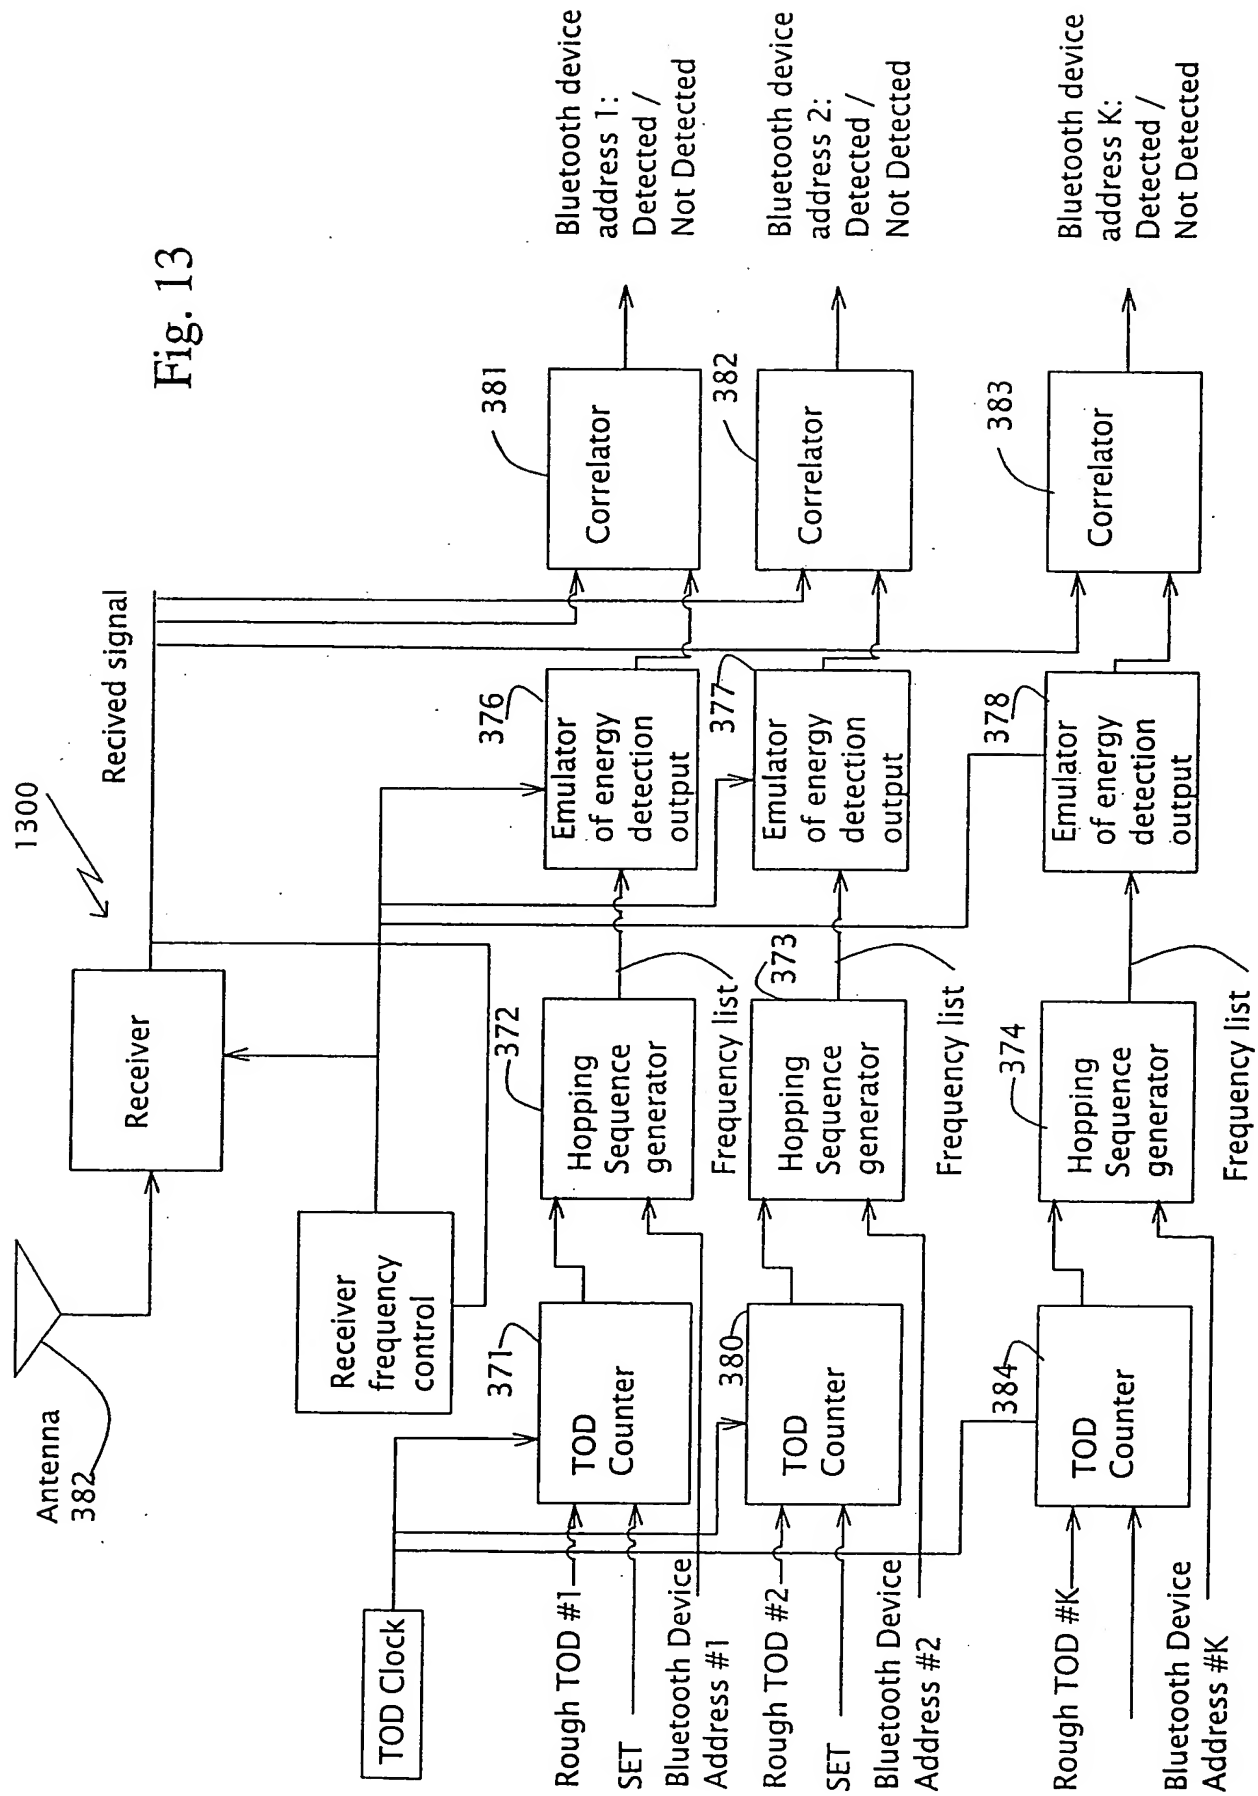 Fig. 13
1300
Antenna
382
Receiver
Recived signal
Receiver
frequency
control
TOD Clock
Rough TOD #1
SET
Bluetooth Device
Address #1
371
TOD
Counter
372
Hopping
Sequence
generator
Frequency list
376
Emulator
of energy
detection
output
381
Correlator
Bluetooth device
address 1:
Detected /
Not Detected
Rough TOD #2
SET
Bluetooth Device
Address #2
380
TOD
Counter
373
Hopping
Sequence
generator
Frequency list
377
Emulator
of energy
detection
output
382
Correlator
Bluetooth device
address 2:
Detected /
Not Detected
Rough TOD #K
Bluetooth Device
Address #K
384
TOD
Counter
374
Hopping
Sequence
generator
Frequency list
378
Emulator
of energy
detection
output
383
Correlator
Bluetooth device
address K:
Detected /
Not Detected